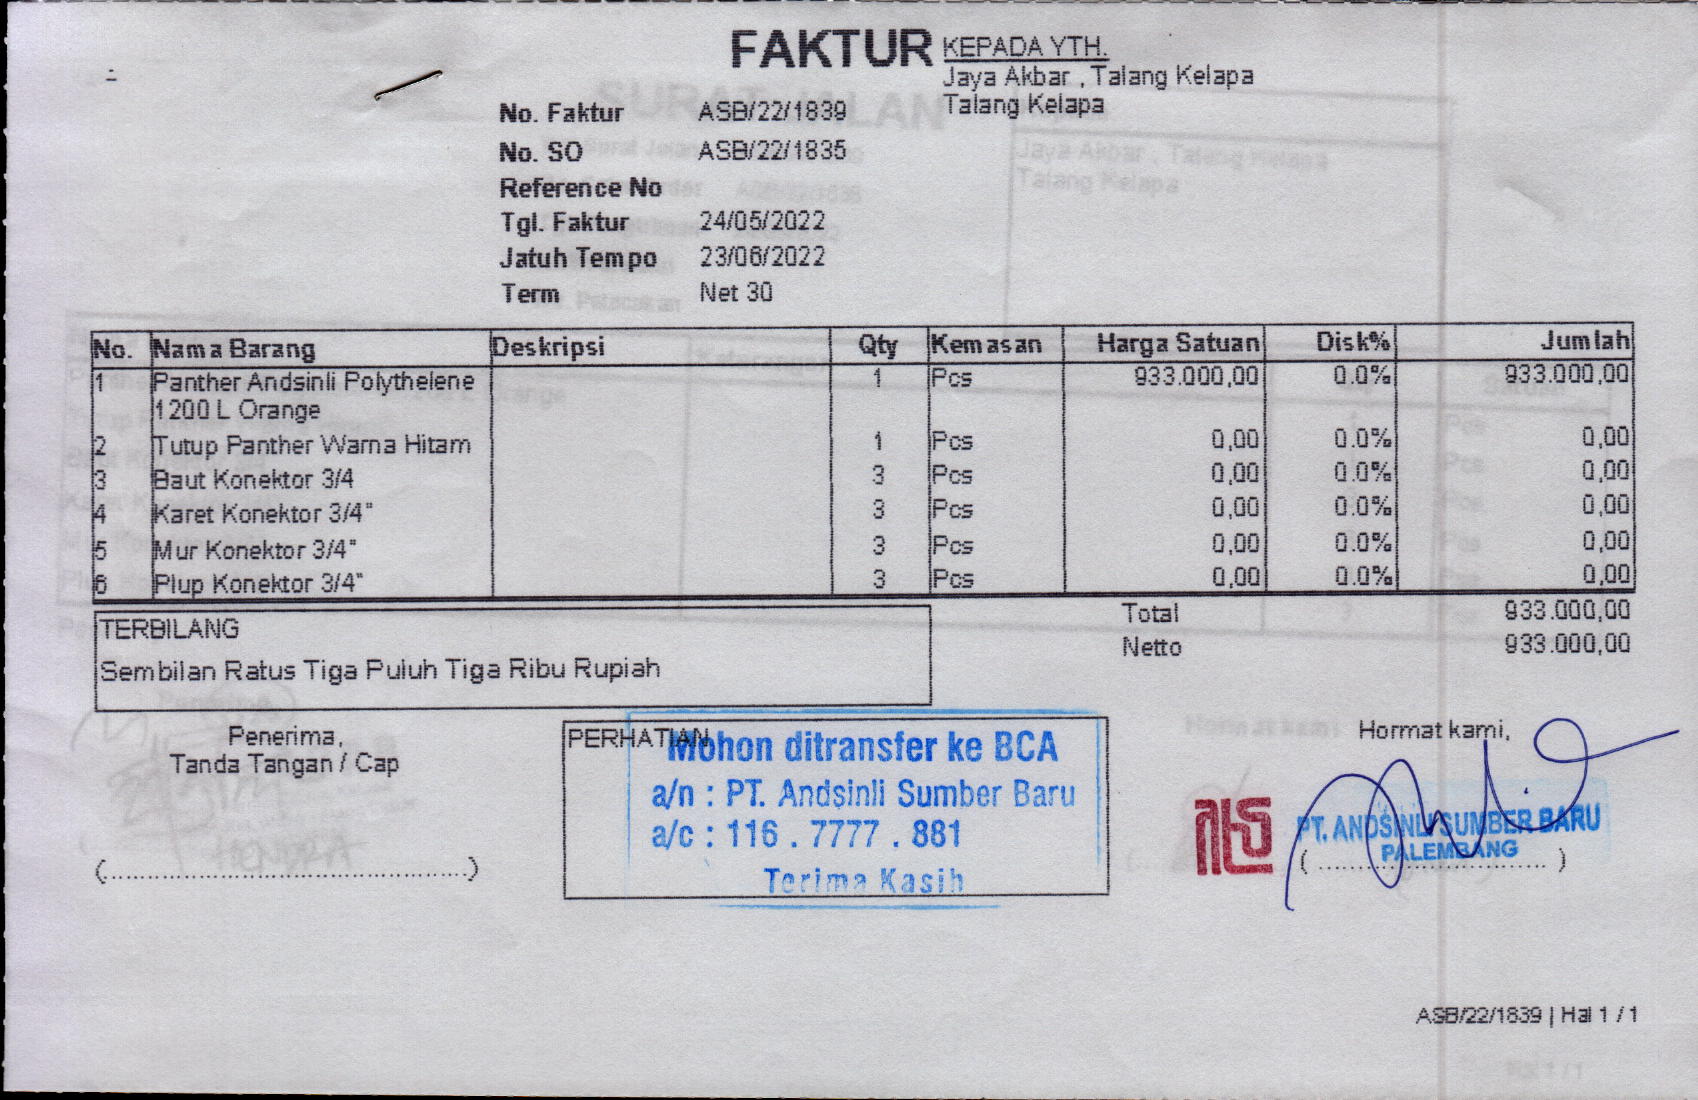 FAKTUR
KEPADA YTH.
Jaya Akbar , Talang Kelapa
Talang Kelapa
No. Faktur ASB/22/1839
No. SO ASB/22/1835
Reference No
Tgl. Faktur 24/05/2022
Jatuh Tempo 23/06/2022
Term Net 30
No. Nama Barang Deskripsi Qty Kemasan Harga Satuan Disk% Jumlah
1 Panther Andsinli Polythelene 1 Pcs 933.000,00 0.0% 933.000,00
1200 L Orange
2 Tutup Panther Warna Hitam 1 Pcs 0,00 0.0% 0,00
3 Baut Konektor 3/4 3 Pcs 0,00 0.0% 0,00
4 Karet Konektor 3/4" 3 Pcs 0,00 0.0% 0,00
5 Mur Konektor 3/4" 3 Pcs 0,00 0.0% 0,00
6 Plup Konektor 3/4" 3 Pcs 0,00 0.0% 0,00
Total 933.000,00
Netto 933.000,00
TERBILANG
Sembilan Ratus Tiga Puluh Tiga Ribu Rupiah
Penerima,
Tanda Tangan / Cap
(................................................)
PERHATIAN
Mohon ditransfer ke BCA
a/n : PT. Andsinli Sumber Baru
a/c : 116 . 7777 . 881
Terima Kasih
Hormat kami,
PT. ANDSINLI SUMBER BARU
PALEMBANG
( .............................. )
ASB/22/1839 | Hal 1 / 1